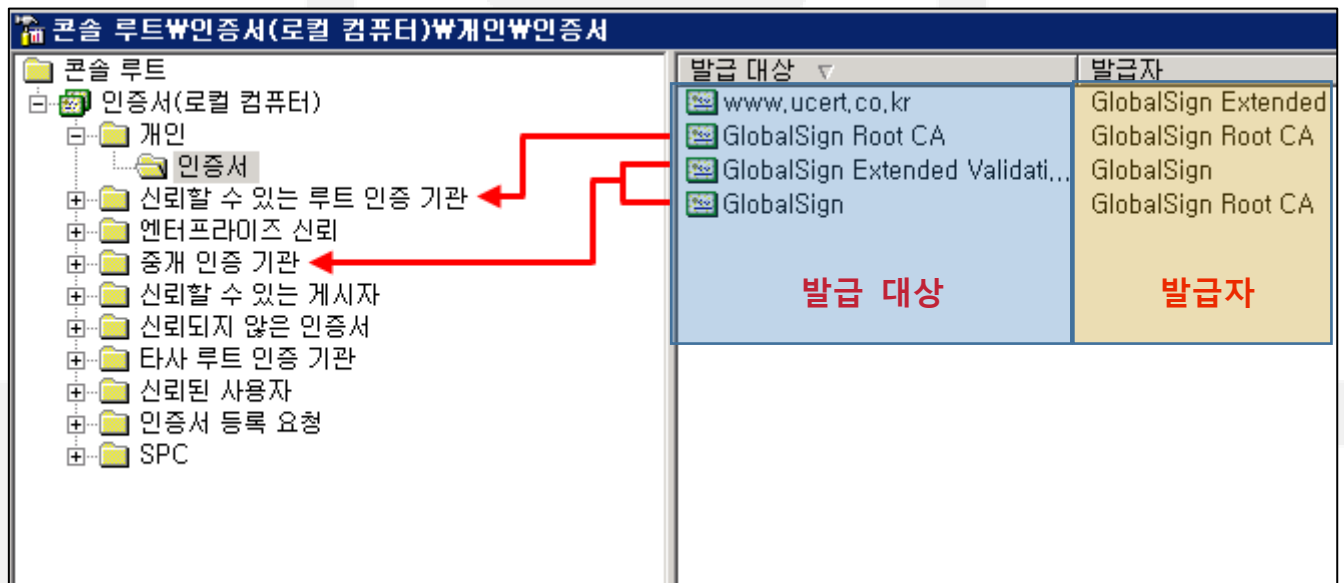 콘솔 루트₩인증서(로컬 컴퓨터)₩개인₩인증서
콘솔 루트
인증서(로컬 컴퓨터)
개인
인증서
신뢰할 수 있는 루트 인증 기관
엔터프라이즈 신뢰
중개 인증 기관
신뢰할 수 있는 게시자
신뢰되지 않은 인증서
타사 루트 인증 기관
신뢰된 사용자
인증서 등록 요청
SPC
발급 대상 발급자
www.ucert.co.kr GlobalSign Extended
GlobalSign Root CA GlobalSign Root CA
GlobalSign Extended Validati... GlobalSign
GlobalSign GlobalSign Root CA
발급 대상 발급자